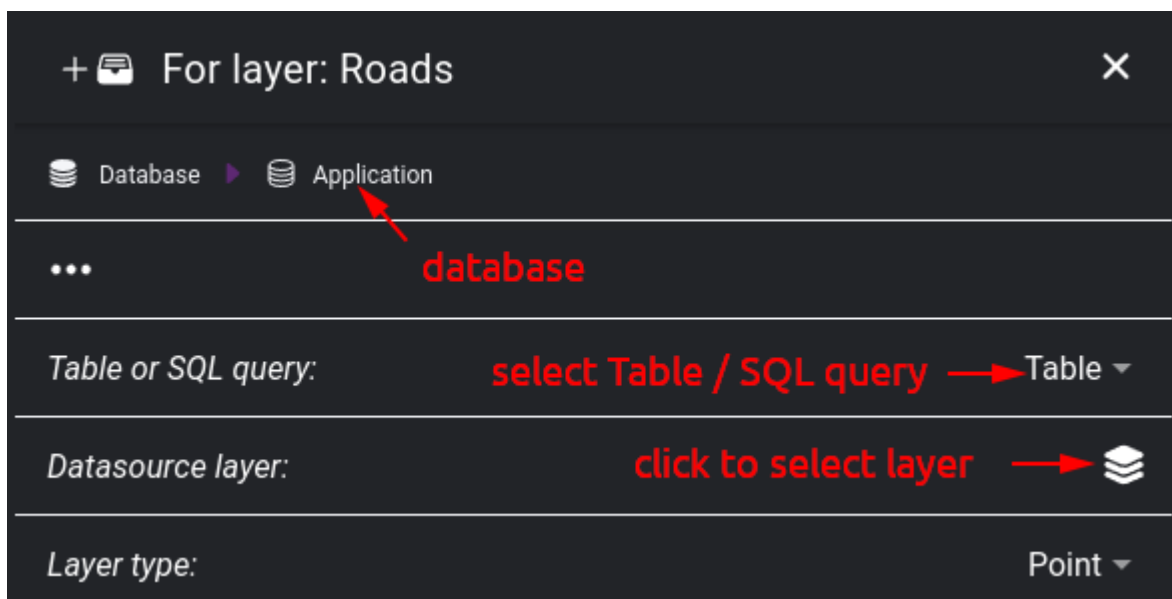 For layer: Roads
Database Application
database
Table or SQL query: select Table / SQL query Table
Datasource layer: click to select layer
Layer type: Point